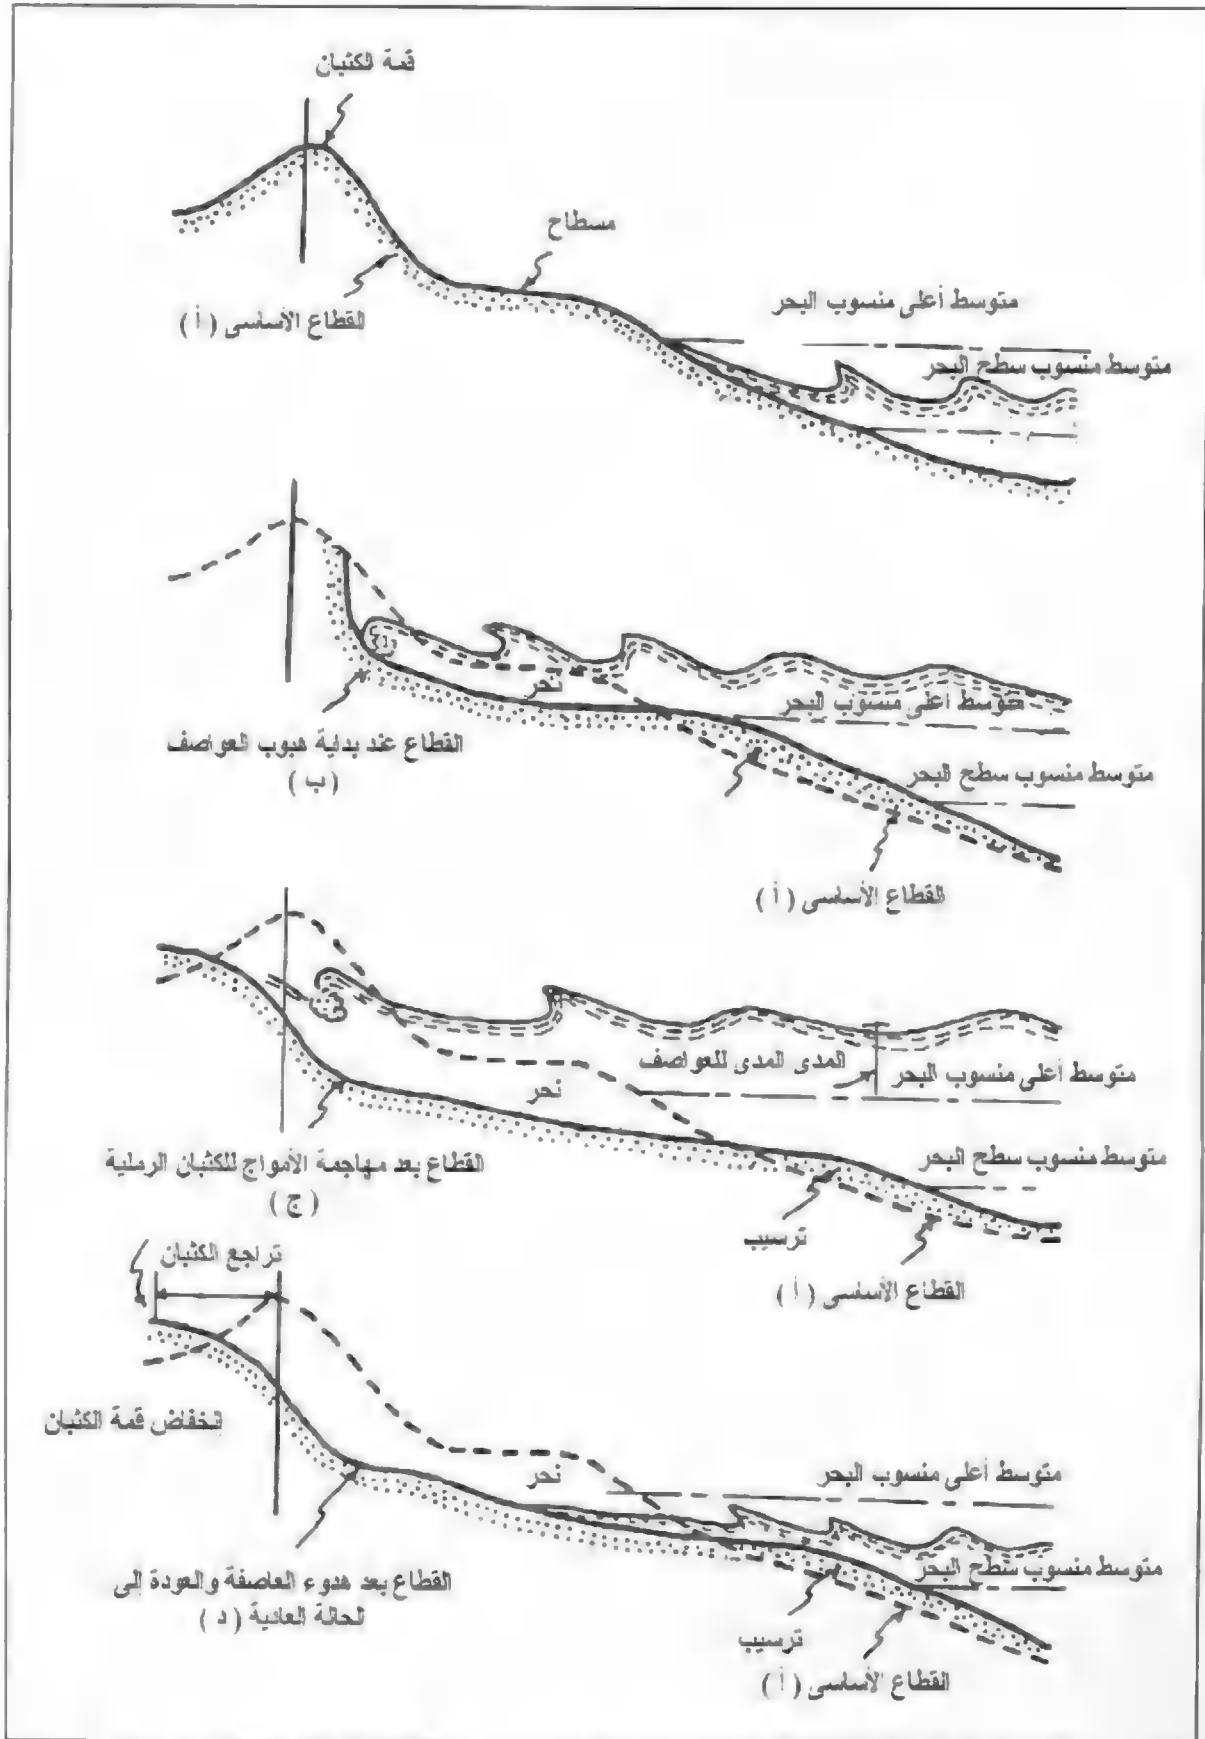 قمة الكثبان
مسطاح
القطاع الأساسى ( أ )
متوسط أعلى منسوب البحر
متوسط منسوب سطح البحر
نحر
متوسط أعلى منسوب البحر
القطاع عند بداية هبوب العواصف
( ب )
متوسط منسوب سطح البحر
القطاع الأساسى ( أ )
المدى المدى للعواصف
متوسط أعلى منسوب البحر
نحر
القطاع بعد مهاجمة الأمواج للكثبان الرملية
( ج )
متوسط منسوب سطح البحر
ترسيب
القطاع الأساسى ( أ )
تراجع الكثبان
إنخفاض قمة الكثبان
نحر
متوسط أعلى منسوب البحر
القطاع بعد هدوء العاصفة والعودة إلى
الحالة العادية ( د )
متوسط منسوب سطح البحر
ترسيب
القطاع الأساسى ( أ )